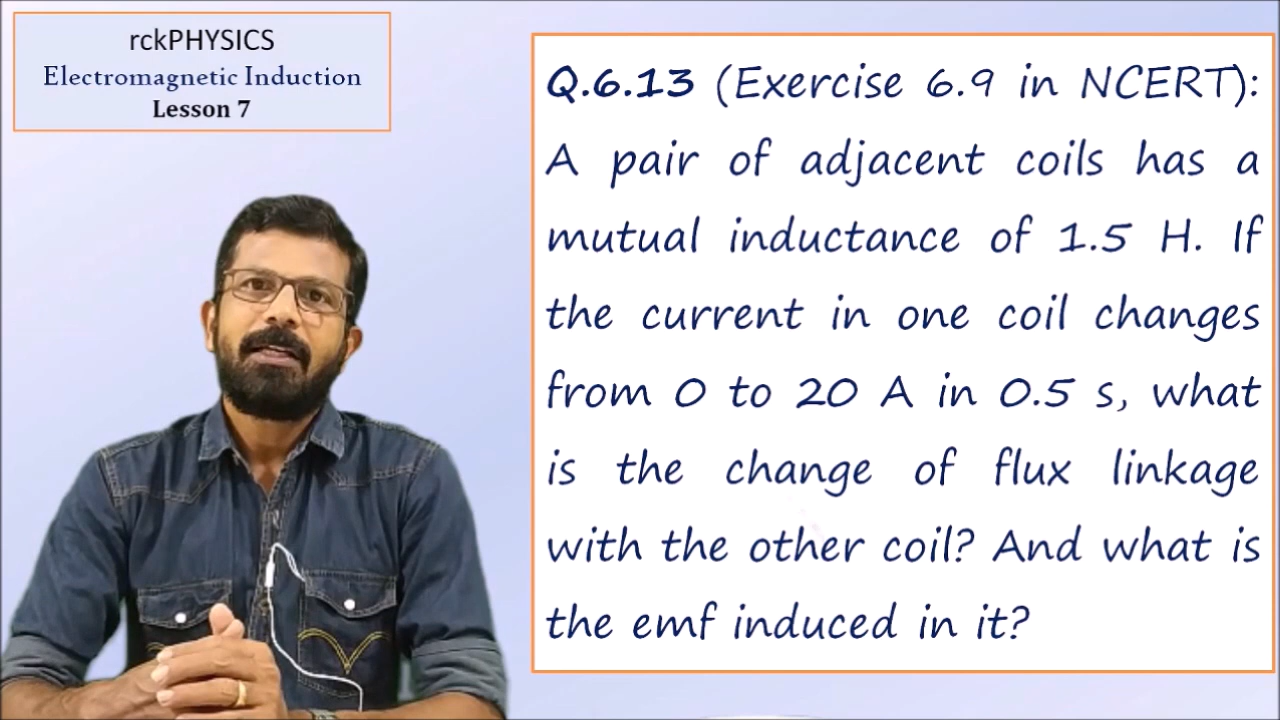 rckPHYSICS
Electromagnetic Induction
Lesson 7
Q.6.13 (Exercise 6.9 in NCERT):
A pair of adjacent coils has a
mutual inductance of 1.5 H. If
the current in one coil changes
from 0 to 20 A in 0.5 s, what
is the change of flux linkage
with the other coil? And what is
the emf induced in it?